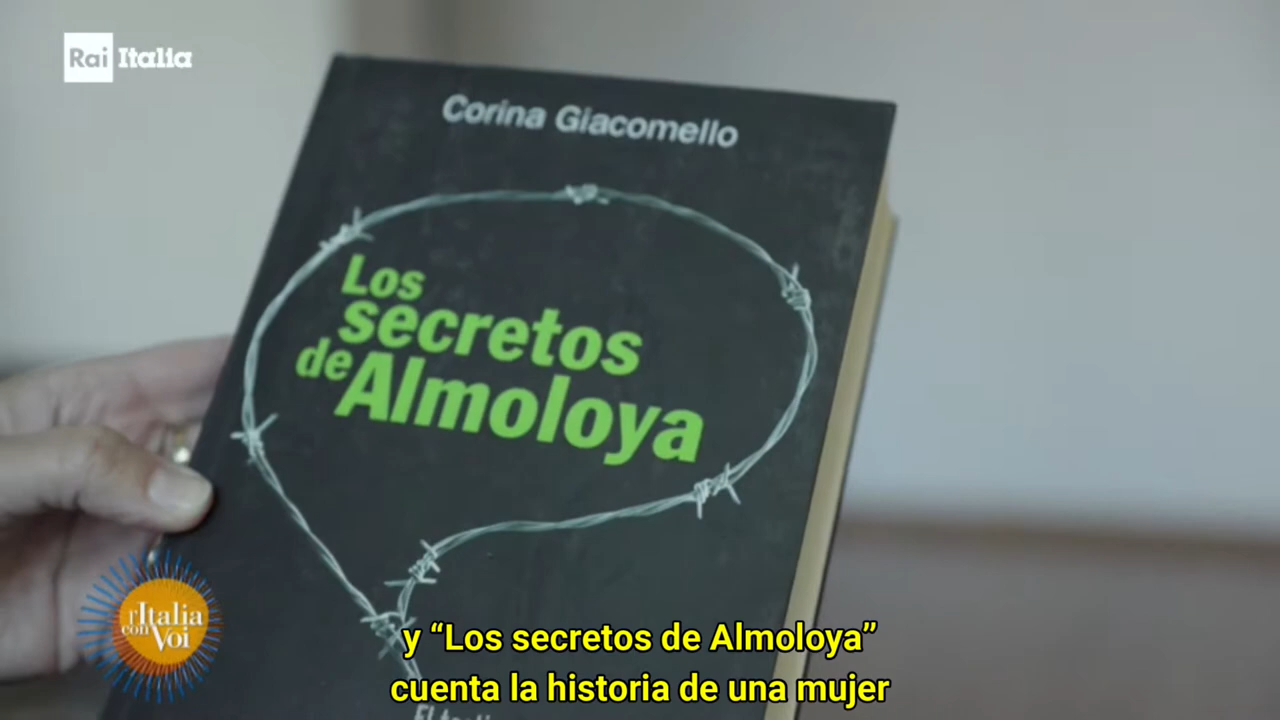 Rai Italia
Corina Giacomello
Los
secretos
de Almoloya
l'Italia
con Voi
y “Los secretos de Almoloya”
cuenta la historia de una mujer